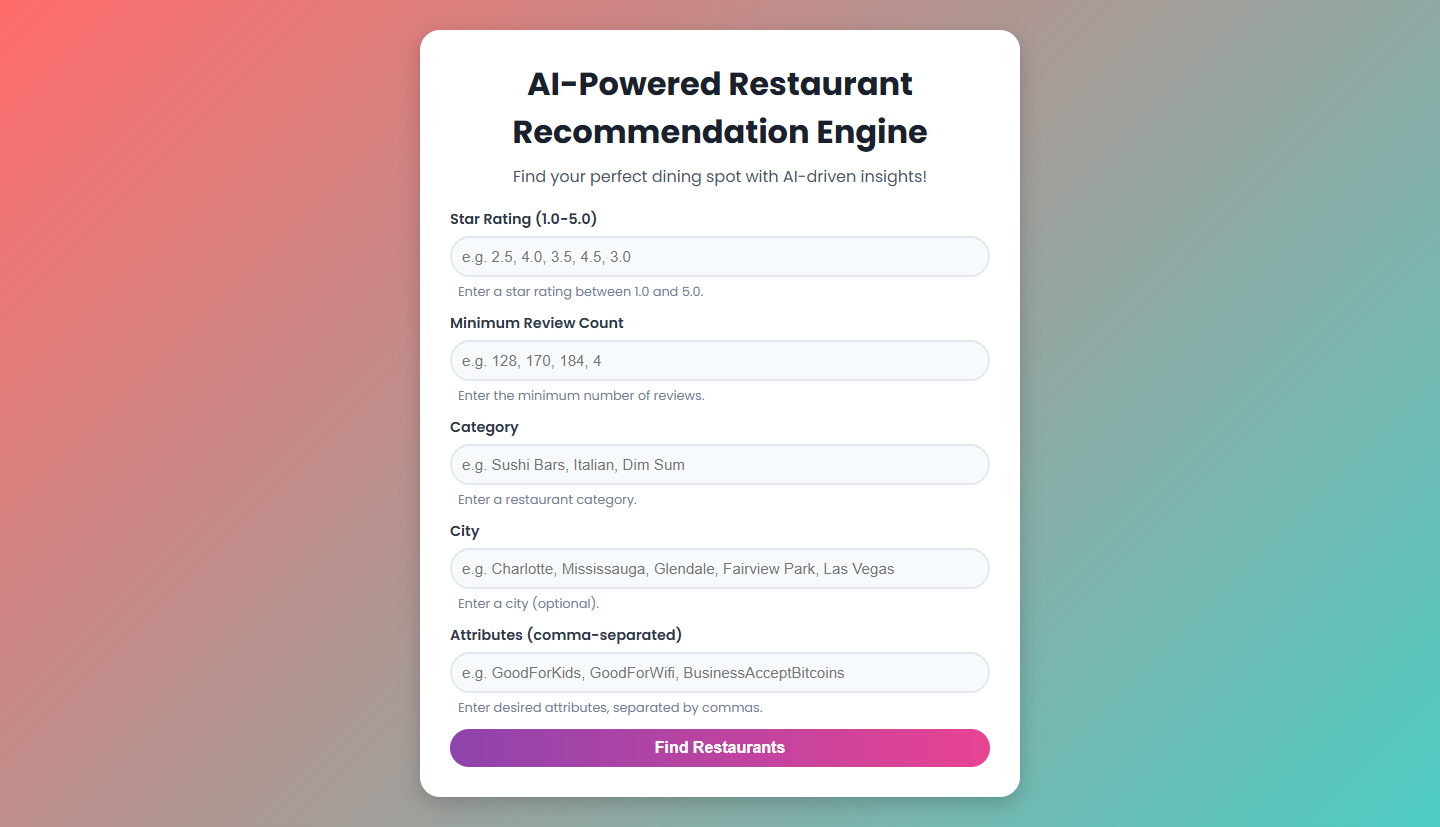 AI-Powered Restaurant
Recommendation Engine
Find your perfect dining spot with AI-driven insights!
Star Rating (1.0-5.0)
e.g. 2.5, 4.0, 3.5, 4.5, 3.0
Enter a star rating between 1.0 and 5.0.
Minimum Review Count
e.g. 128, 170, 184, 4
Enter the minimum number of reviews.
Category
e.g. Sushi Bars, Italian, Dim Sum
Enter a restaurant category.
City
e.g. Charlotte, Mississauga, Glendale, Fairview Park, Las Vegas
Enter a city (optional).
Attributes (comma-separated)
e.g. GoodForKids, GoodForWifi, BusinessAcceptBitcoins
Enter desired attributes, separated by commas.
Find Restaurants